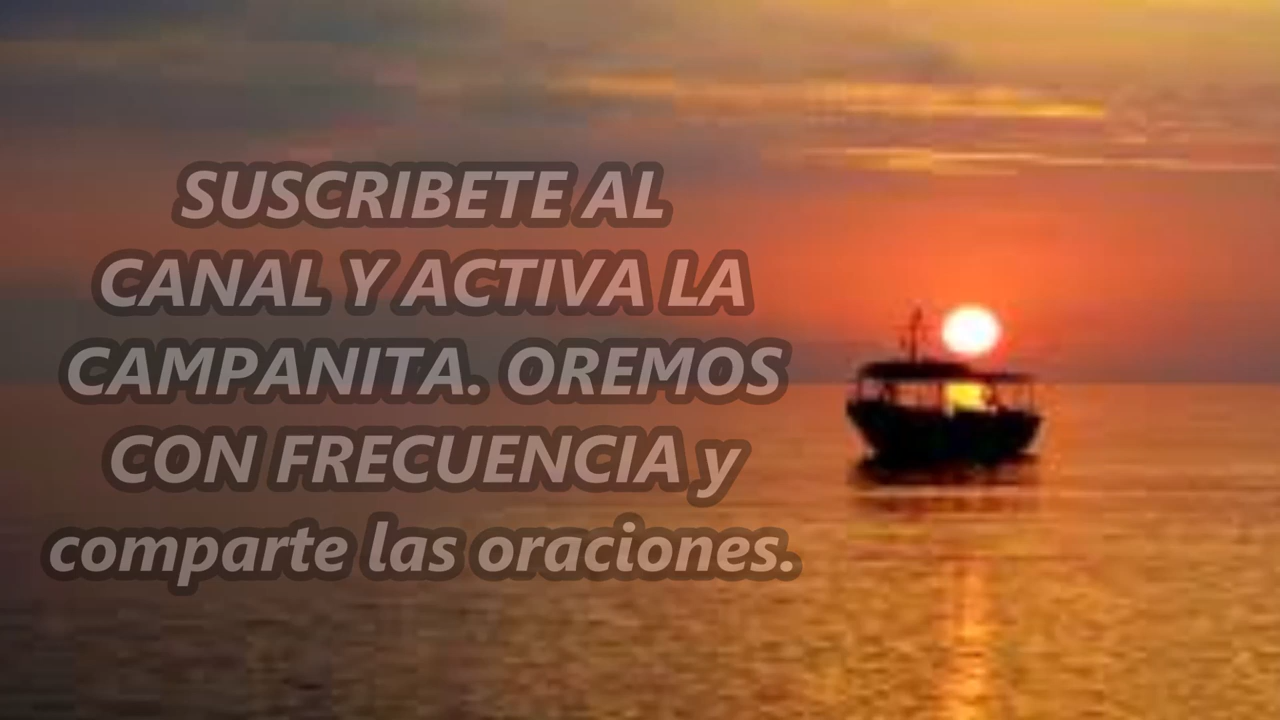 SUSCRIBETE AL
CANAL Y ACTIVA LA
CAMPANITA. OREMOS
CON FRECUENCIA y
comparte las oraciones.